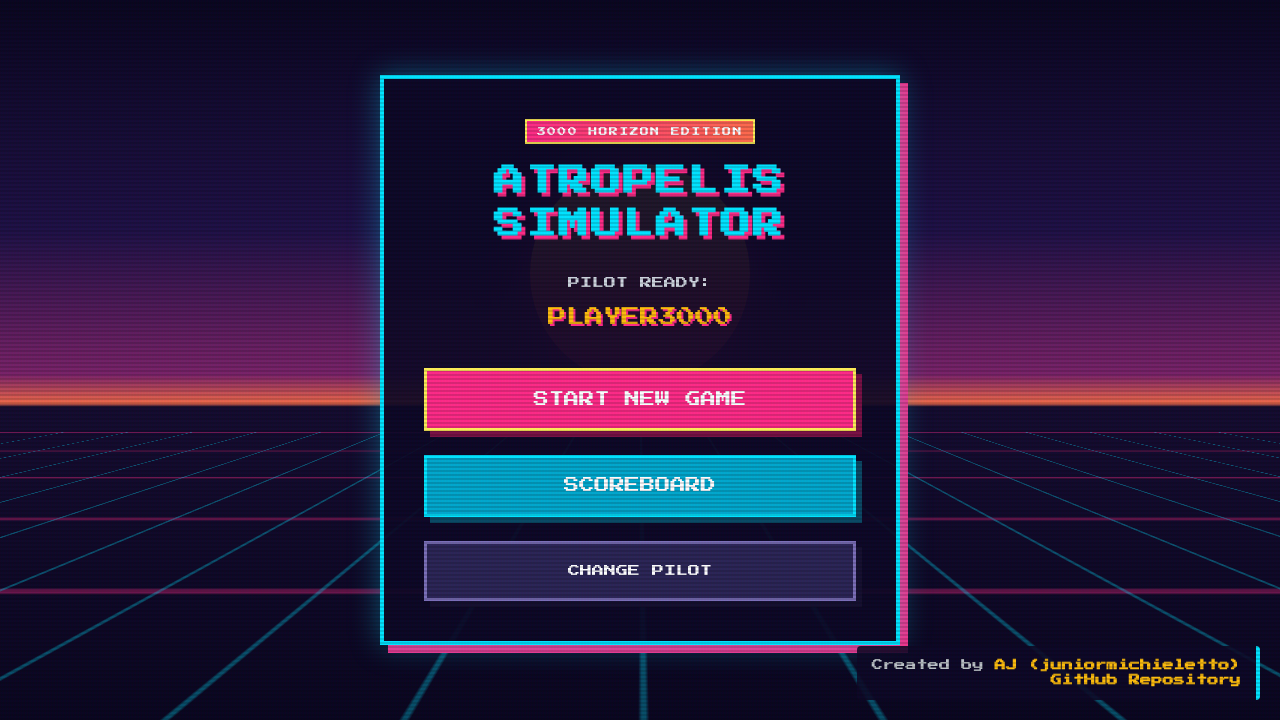 3000 HORIZON EDITION
ATROPELIS
SIMULATOR
PILOT READY:
PLAYER3000
START NEW GAME
SCOREBOARD
CHANGE PILOT
Created by AJ (juniormichieletto)
GitHub Repository